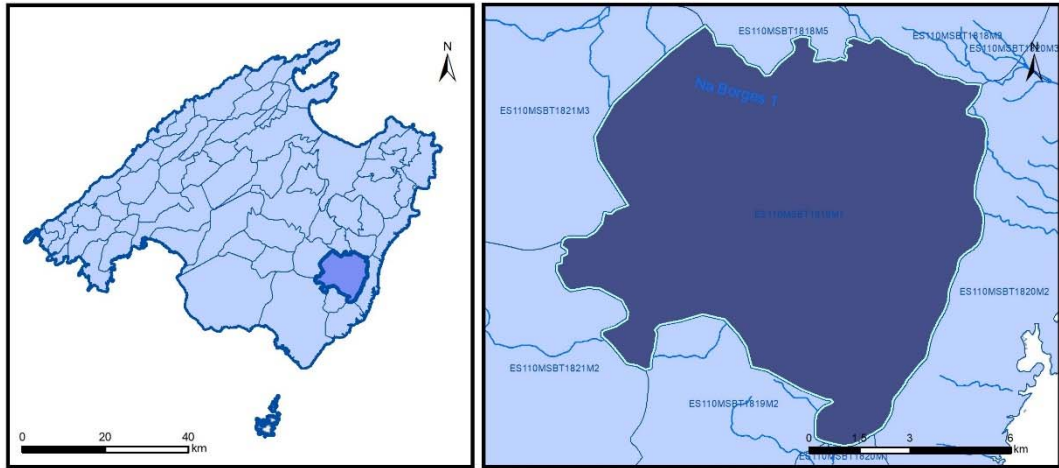 N
0 20 40
km
ES110MSBT1818M5
ES110MSBT1818M3
ES110MSBT1820M3
N
Na Borges 1
ES110MSBT1821M3
ES110MSBT1818M1
ES110MSBT1820M2
ES110MSBT1821M2
ES110MSBT1819M2
0 1,5 3 6
km
ES110MSBT1820M1